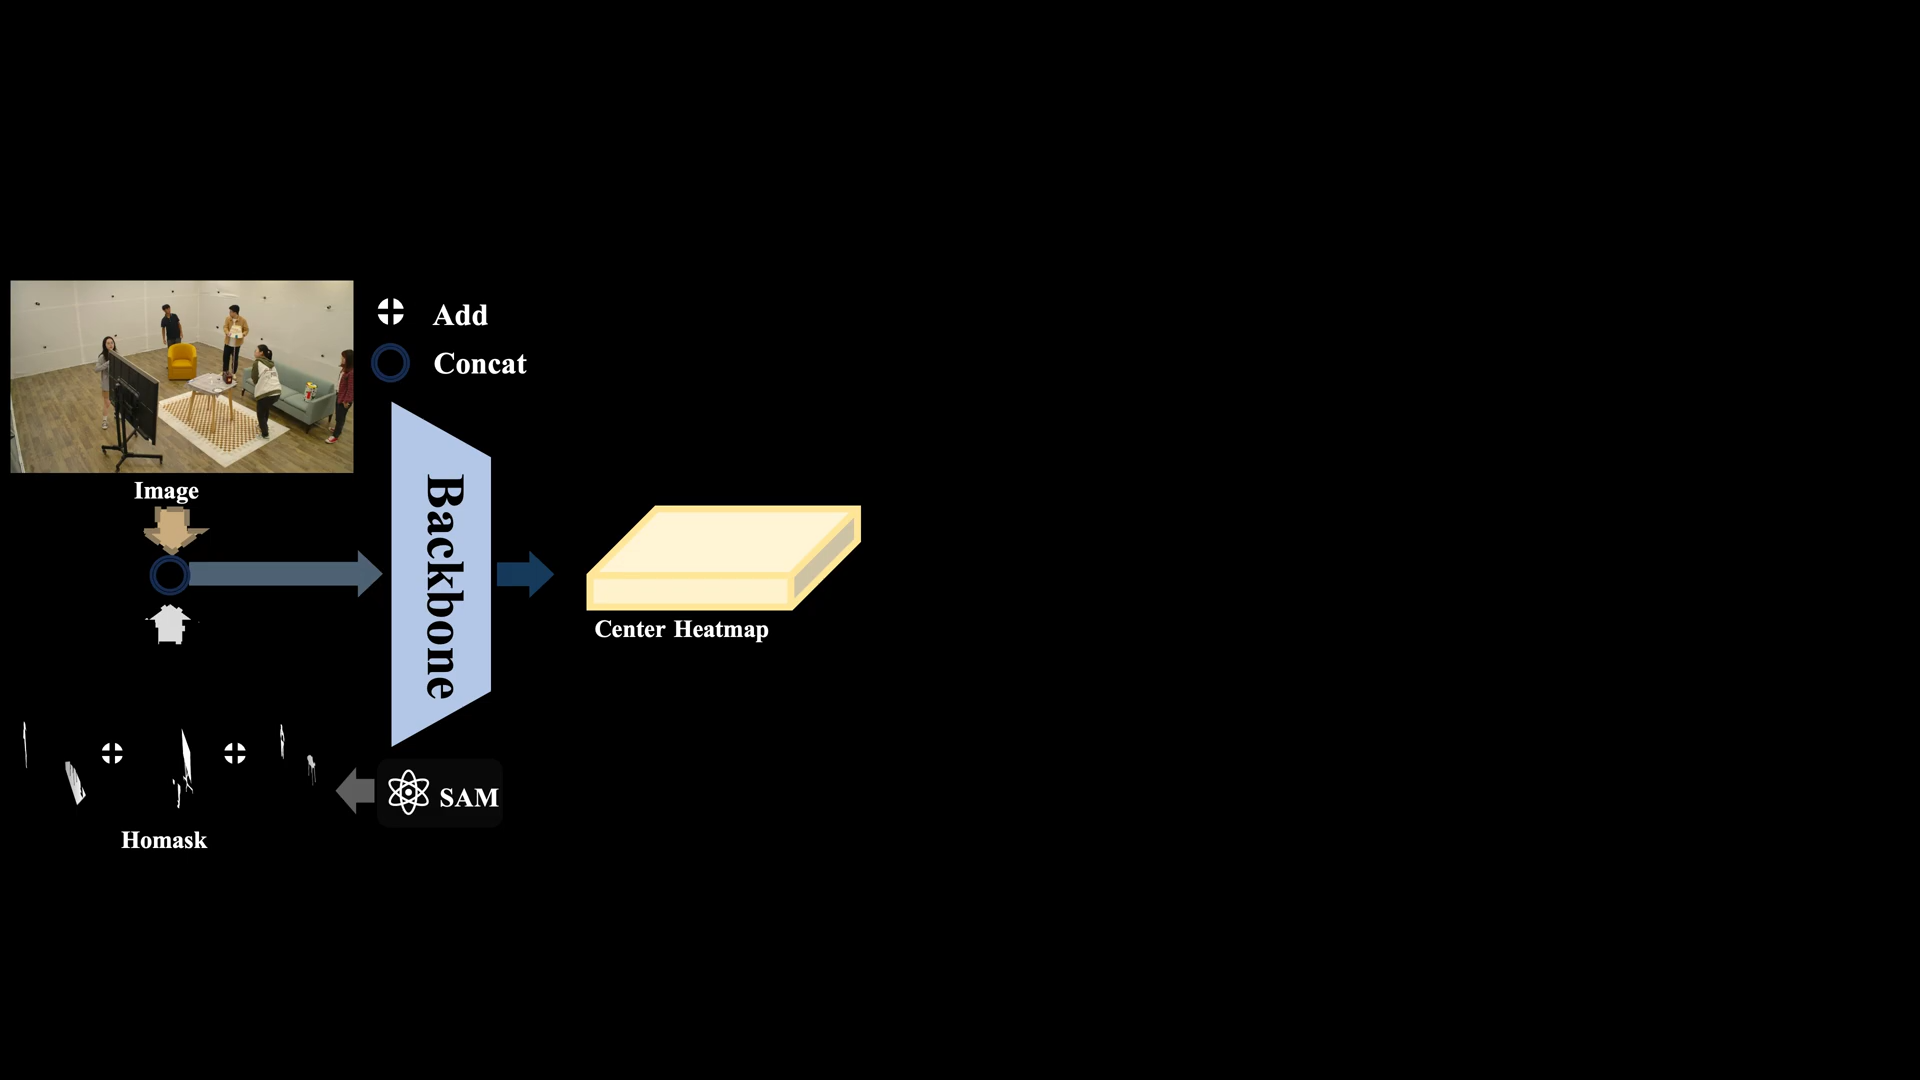 Add
Concat
Image
Backbone
Center Heatmap
SAM
Homask